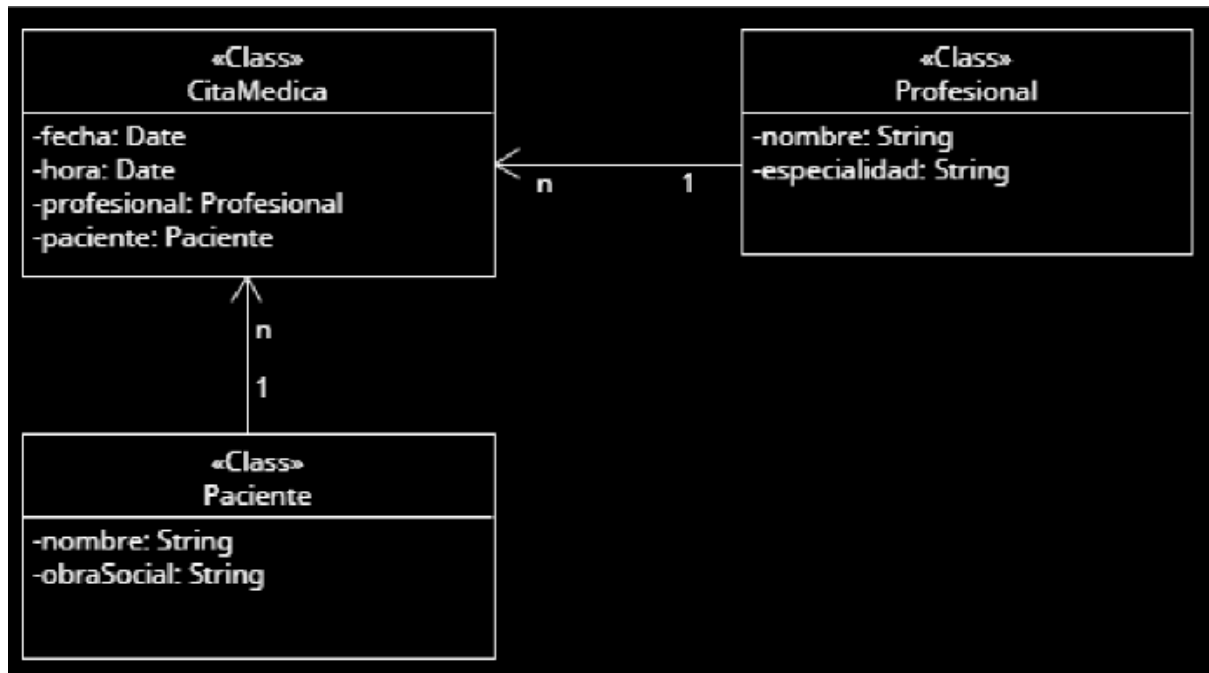 «Class»
CitaMedica
-fecha: Date
-hora: Date
-profesional: Profesional
-paciente: Paciente
«Class»
Profesional
-nombre: String
-especialidad: String
n
1
n
1
«Class»
Paciente
-nombre: String
-obraSocial: String